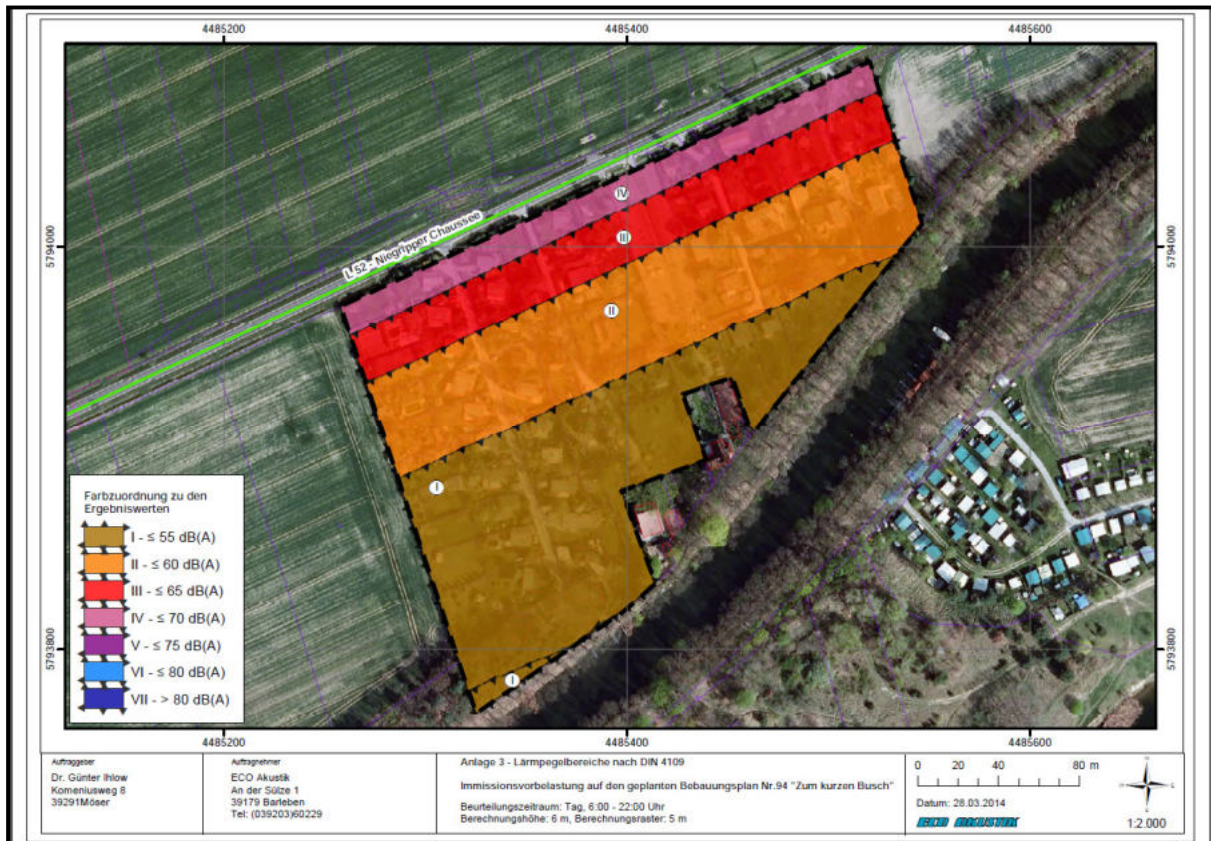 4485200
4485400
4485600
5794000
5794000
L 52 - Niegripper Chaussee
IV
III
II
I
I
5793800
5793800
Farbzuordnung zu den
Ergebniswerten
I - ≤ 55 dB(A)
II - ≤ 60 dB(A)
III - ≤ 65 dB(A)
IV - ≤ 70 dB(A)
V - ≤ 75 dB(A)
VI - ≤ 80 dB(A)
VII - > 80 dB(A)
4485200
4485400
4485600
Auftraggeber
Dr. Günter Ihlow
Komeniusweg 8
39291Möser
Auftragnehmer
ECO Akustik
An der Sülze 1
39179 Barleben
Tel: (039203)60229
Anlage 3 - Lärmpegelbereiche nach DIN 4109
Immissionsvorbelastung auf den geplanten Bebauungsplan Nr.94 "Zum kurzen Busch"
Beurteilungszeitraum: Tag, 6:00 - 22:00 Uhr
Berechnungshöhe: 6 m, Berechnungsraster: 5 m
0 20 40 80 m
Datum: 28.03.2014
ECO AKUSTIK
1:2.000